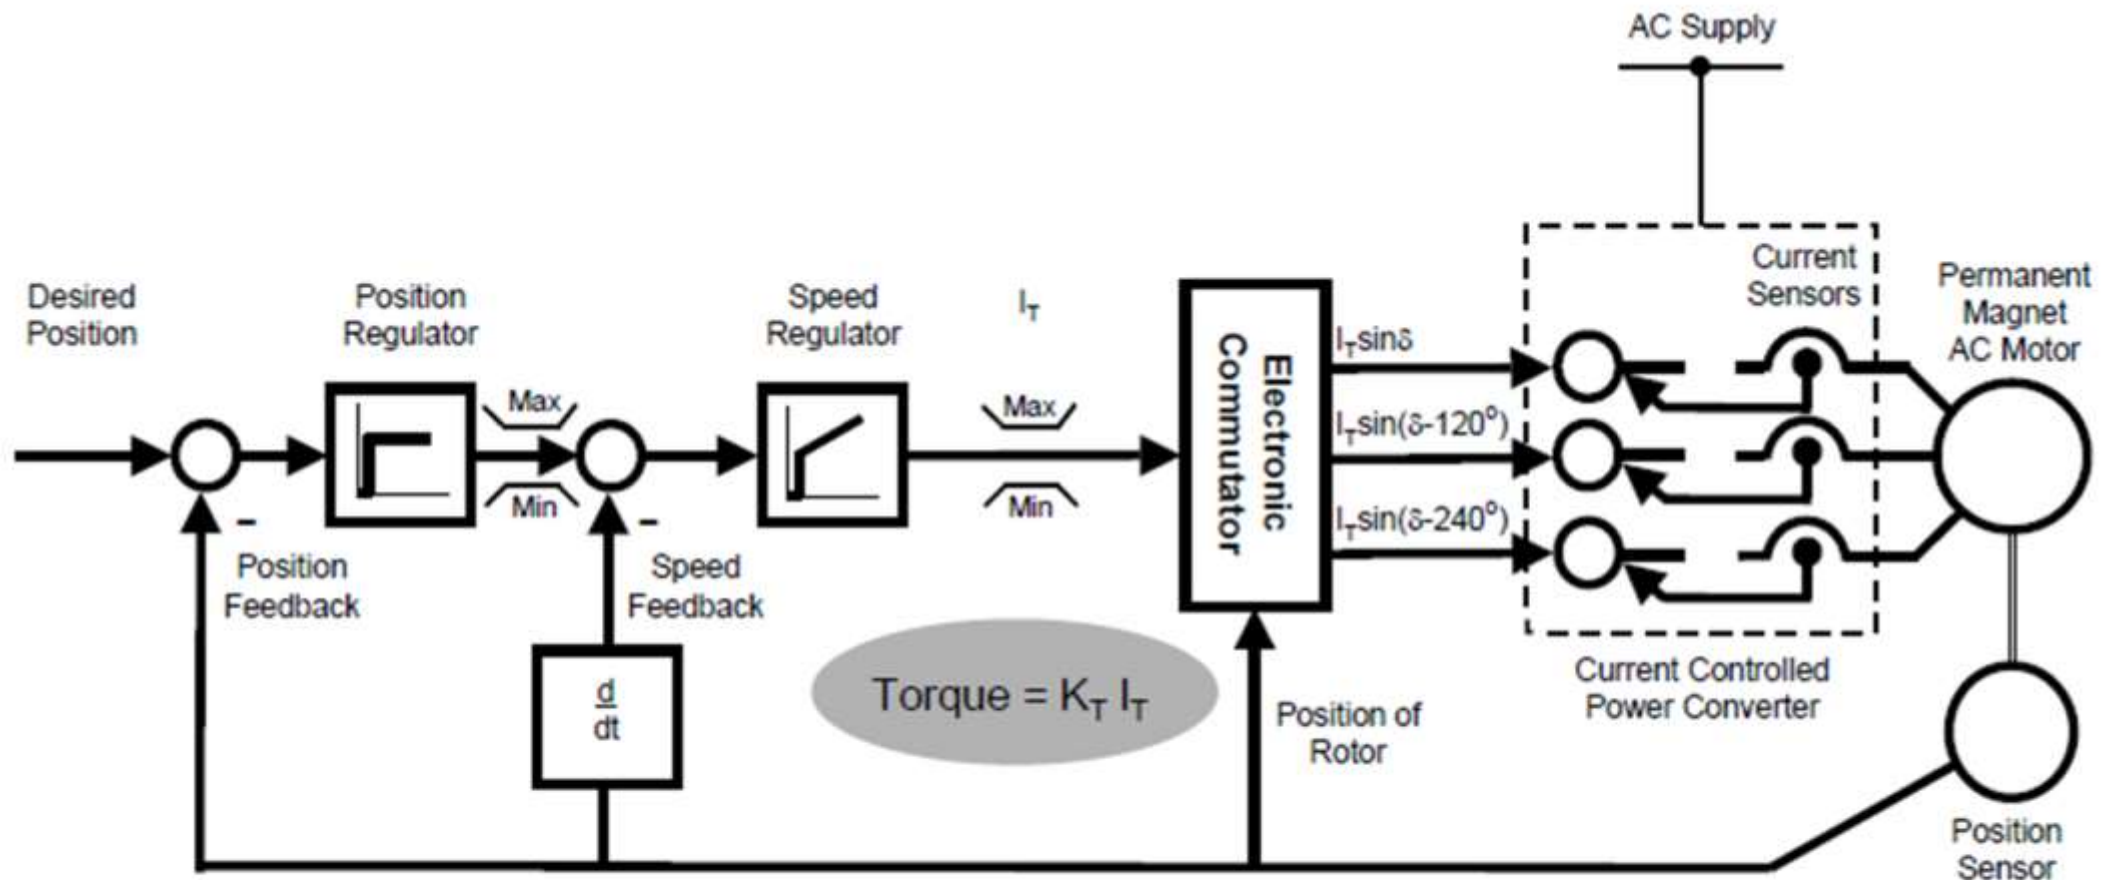 AC Supply
Desired
Position
Position
Regulator
Speed
Regulator
I_T
Current
Sensors
Permanent
Magnet
AC Motor
Max
Min
Max
Min
Electronic
Commutator
I_Tsinδ
I_Tsin(δ-120°)
I_Tsin(δ-240°)
–
Position
Feedback
–
Speed
Feedback
d
dt
Torque = K_T I_T
Position of
Rotor
Current Controlled
Power Converter
Position
Sensor